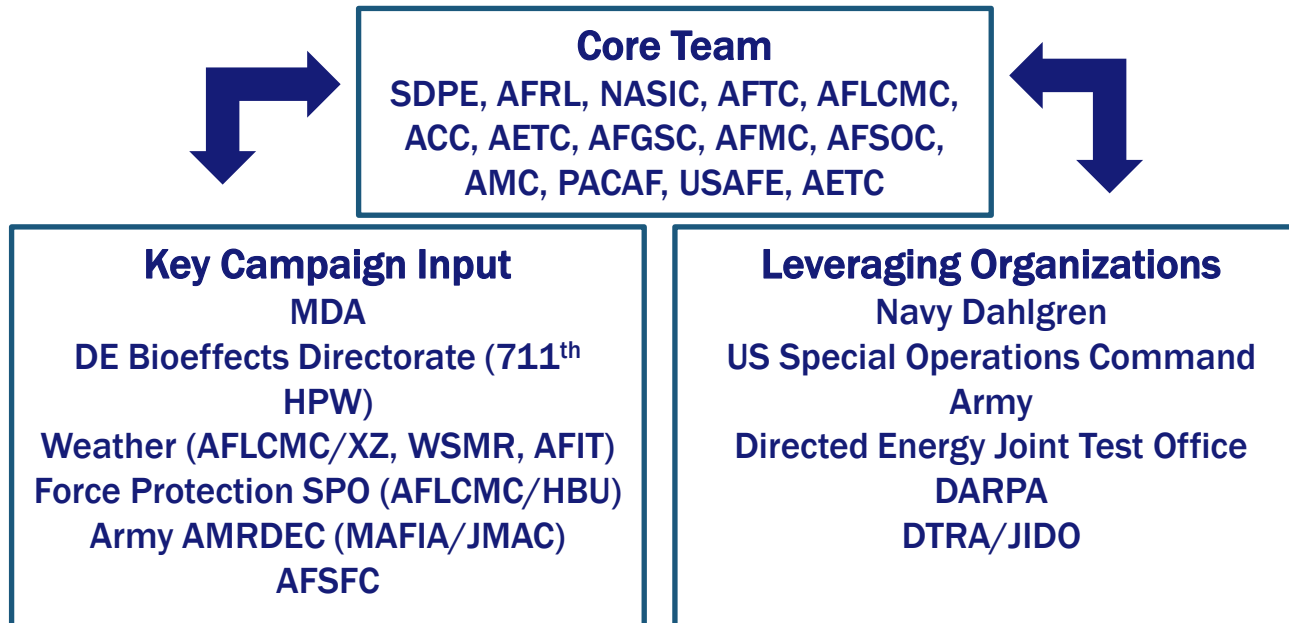 Core Team
SDPE, AFRL, NASIC, AFTC, AFLCMC,
ACC, AETC, AFGSC, AFMC, AFSOC,
AMC, PACAF, USAFE, AETC
Key Campaign Input
MDA
DE Bioeffects Directorate (711th
HPW)
Weather (AFLCMC/XZ, WSMR, AFIT)
Force Protection SPO (AFLCMC/HBU)
Army AMRDEC (MAFIA/JMAC)
AFSFC
Leveraging Organizations
Navy Dahlgren
US Special Operations Command
Army
Directed Energy Joint Test Office
DARPA
DTRA/JIDO